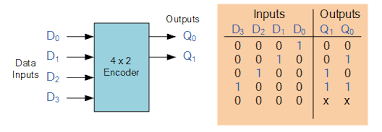 Outputs
D0
Q0
D1
Q1
Data
Inputs
D2
D3
4 x 2
Encoder
Inputs Outputs
D3 D2 D1 D0 Q1 Q0
0 0 0 1 0 0
0 0 1 0 0 1
0 1 0 0 1 0
1 0 0 0 1 1
0 0 0 0 x x